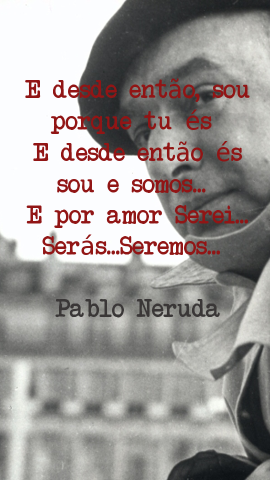 E desde então, sou
porque tu és
E desde então és
sou e somos...
E por amor Serei...
Serás...Seremos...
Pablo Neruda